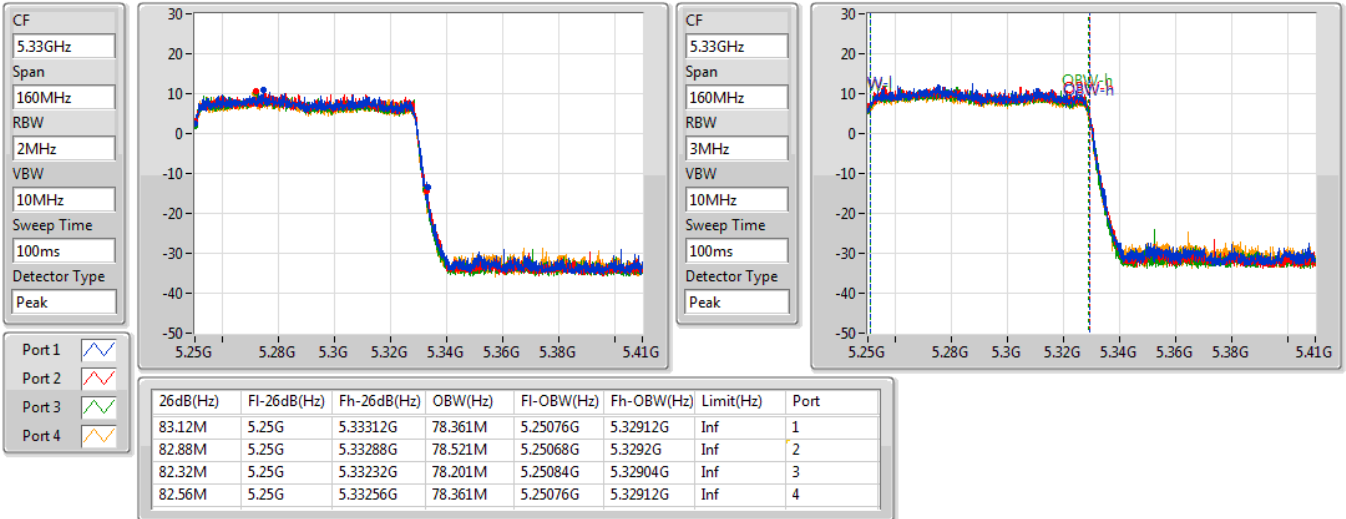 CF
5.33GHz
Span
160MHz
RBW
2MHz
VBW
10MHz
Sweep Time
100ms
Detector Type
Peak
30
20
10
0
-10
-20
-30
-40
-50
5.25G 5.28G 5.3G 5.32G 5.34G 5.36G 5.38G 5.41G
CF
5.33GHz
Span
160MHz
RBW
3MHz
VBW
10MHz
Sweep Time
100ms
Detector Type
Peak
30
20
10
0
-10
-20
-30
-40
-50
W-l
OBW-h
OBW-h
5.25G 5.28G 5.3G 5.32G 5.34G 5.36G 5.38G 5.41G
Port 1
Port 2
Port 3
Port 4
26dB(Hz) Fl-26dB(Hz) Fh-26dB(Hz) OBW(Hz) Fl-OBW(Hz) Fh-OBW(Hz) Limit(Hz) Port
83.12M 5.25G 5.33312G 78.361M 5.25076G 5.32912G Inf 1
82.88M 5.25G 5.33288G 78.521M 5.25068G 5.3292G Inf 2
82.32M 5.25G 5.33232G 78.201M 5.25084G 5.32904G Inf 3
82.56M 5.25G 5.33256G 78.361M 5.25076G 5.32912G Inf 4